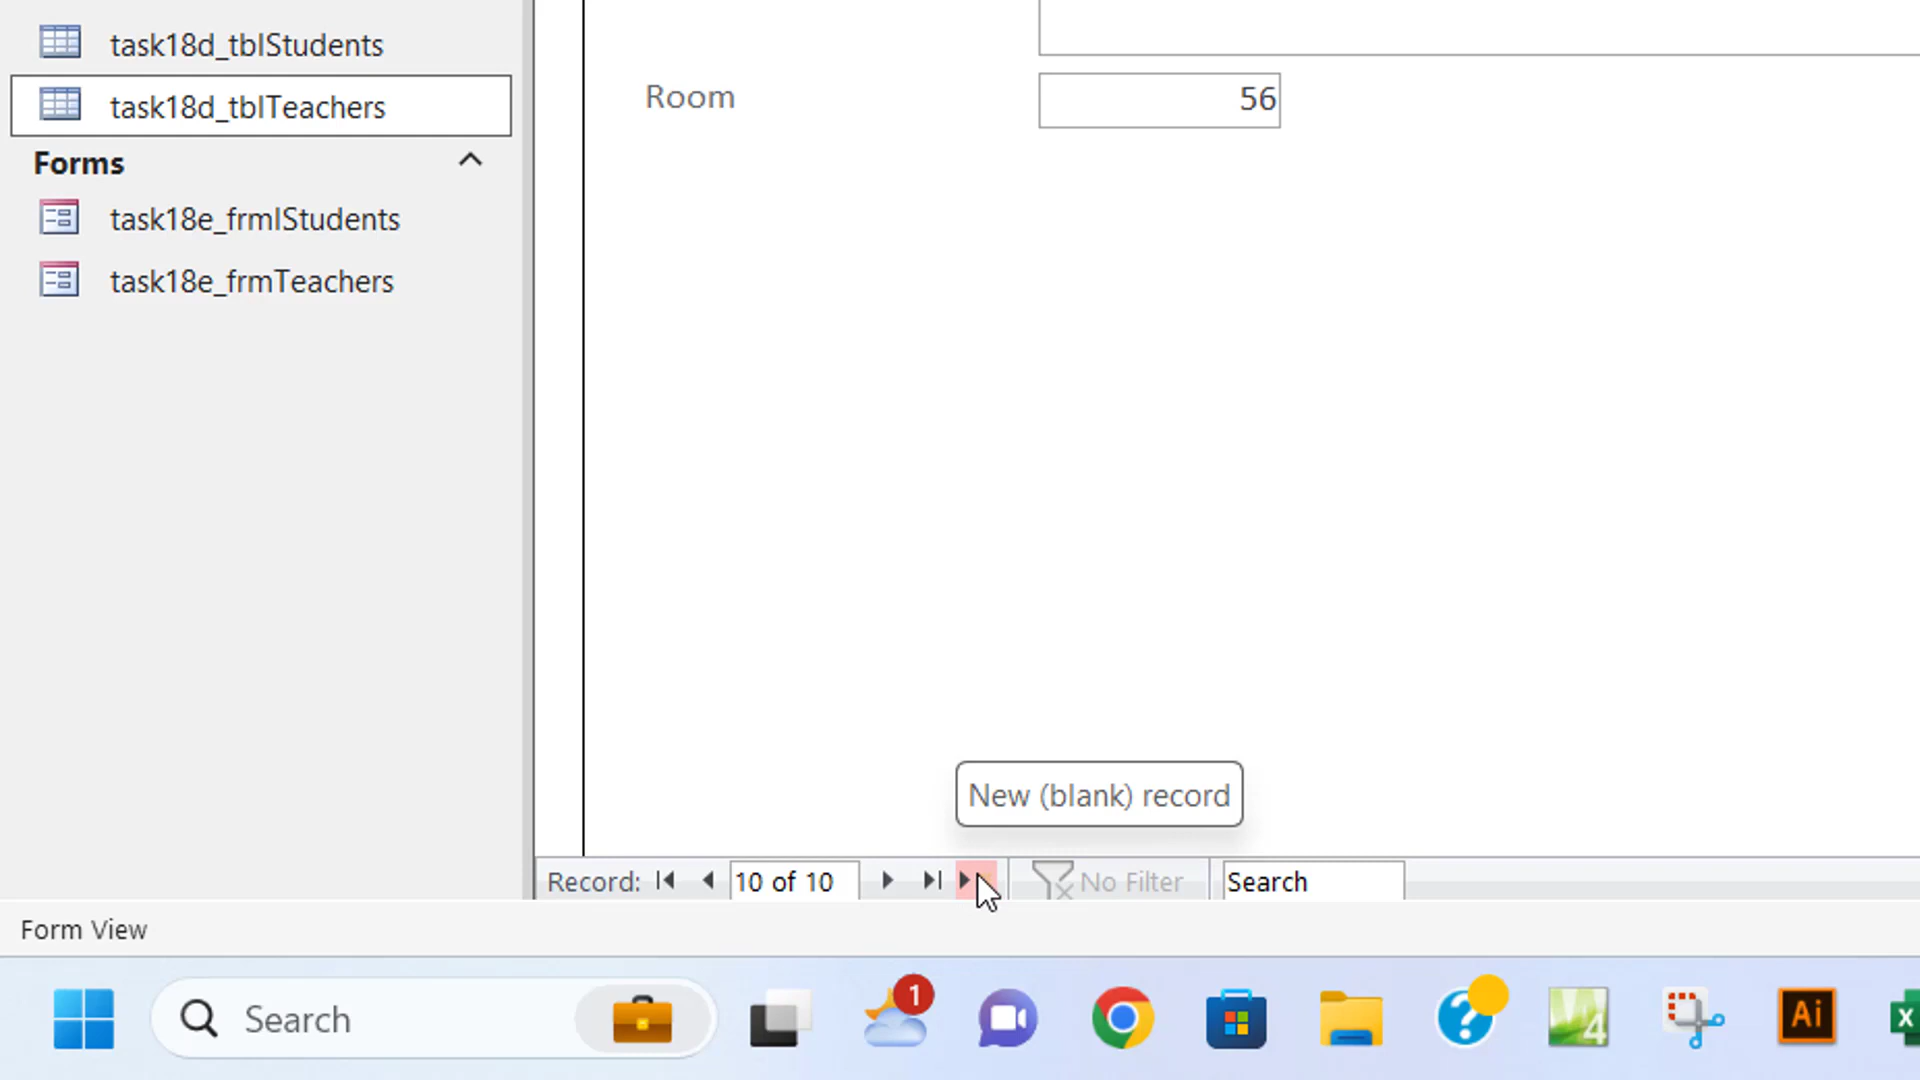 task18d_tblStudents
task18d_tblTeachers
Room 56
Forms
task18e_frmlStudents
task18e_frmTeachers
New (blank) record
Record: 10 of 10 No Filter Search
Form View
Search
1
4
Ai
X